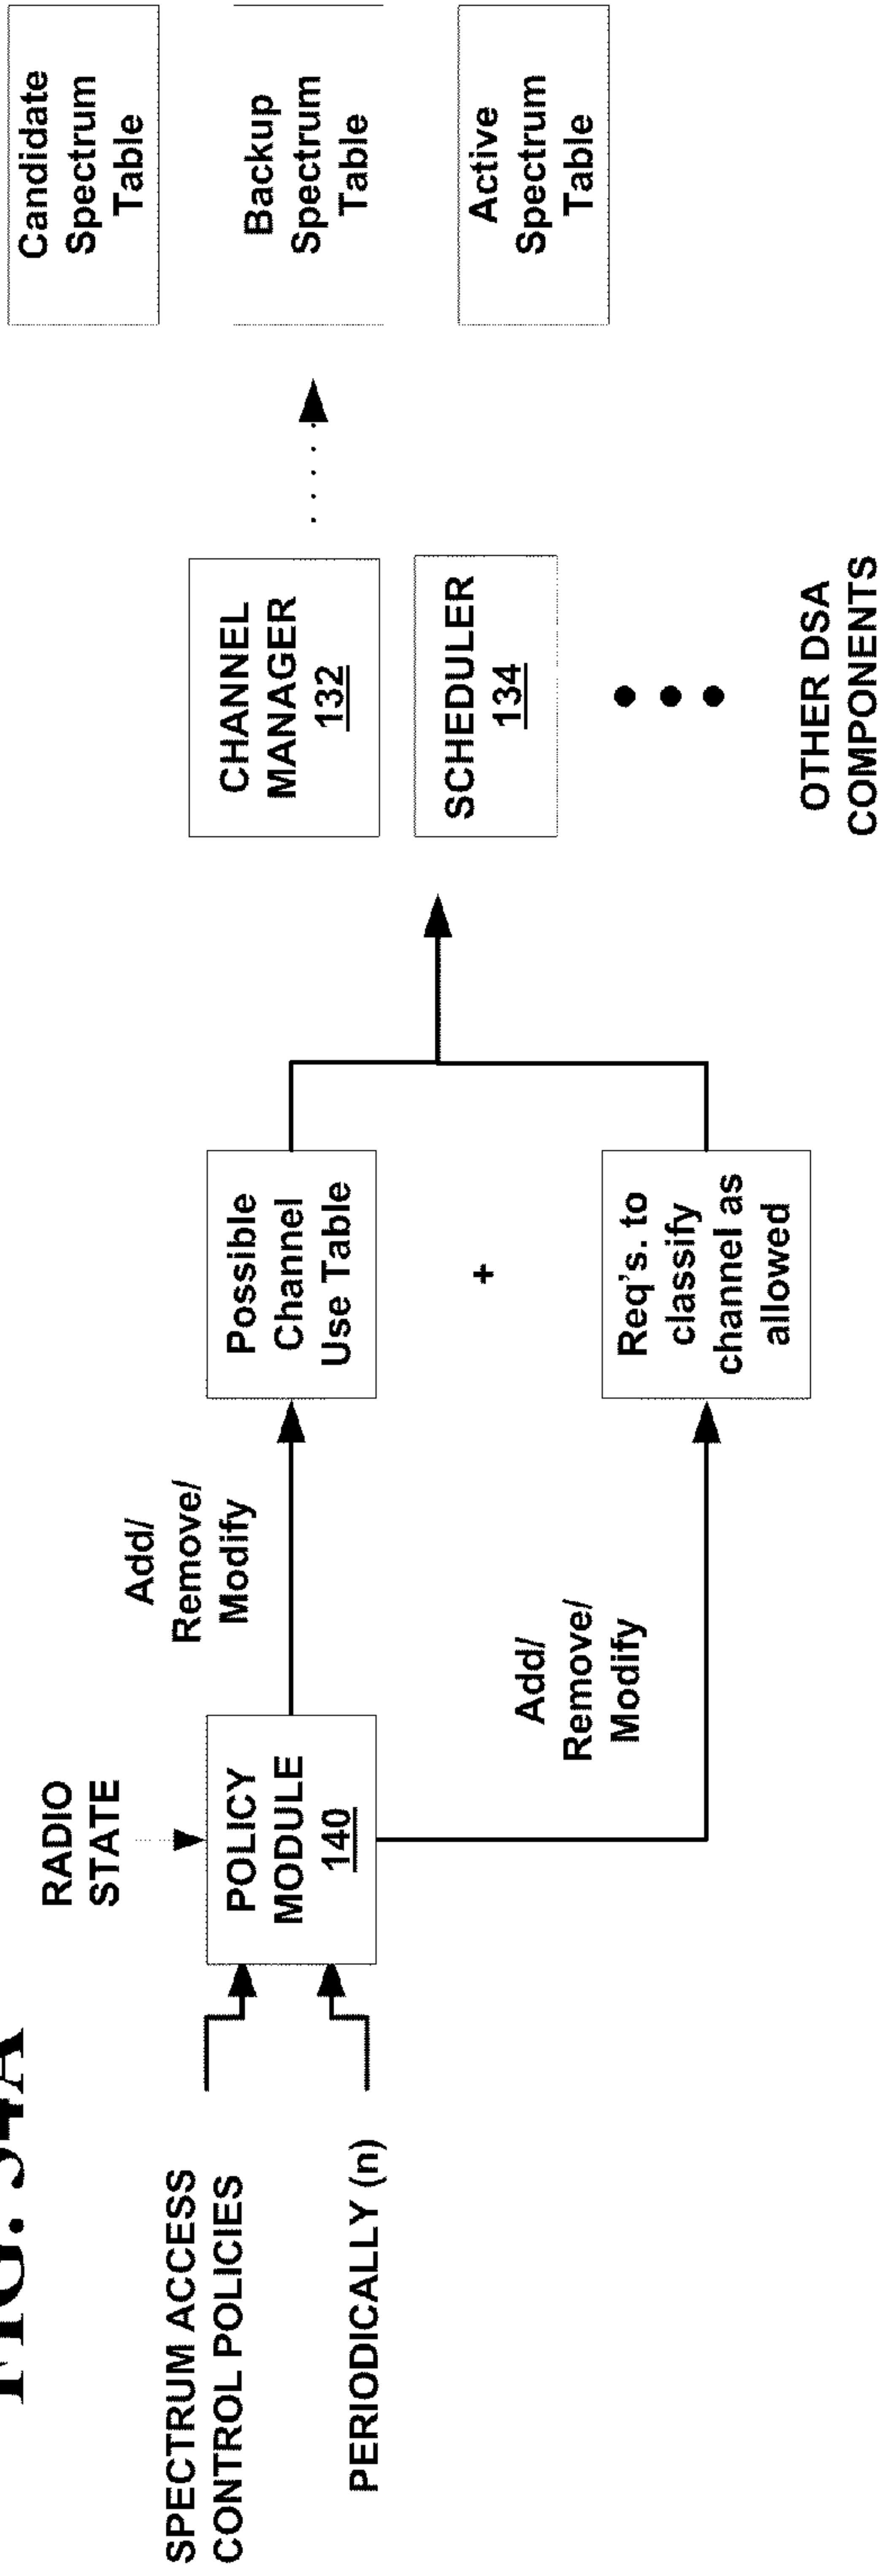 FIG.
SPECTRUM ACCESS
CONTROL POLICIES
PERIODICALLY (n)
RADIO
STATE
POLICY
MODULE
140
Add/
Remove/
Modify
Add/
Remove/
Modify
Possible
Channel
Use Table
+
Req's. to
classify
channel as
allowed
CHANNEL
MANAGER
132
SCHEDULER
134
OTHER DSA
COMPONENTS
Candidate
Spectrum
Table
Backup
Spectrum
Table
Active
Spectrum
Table